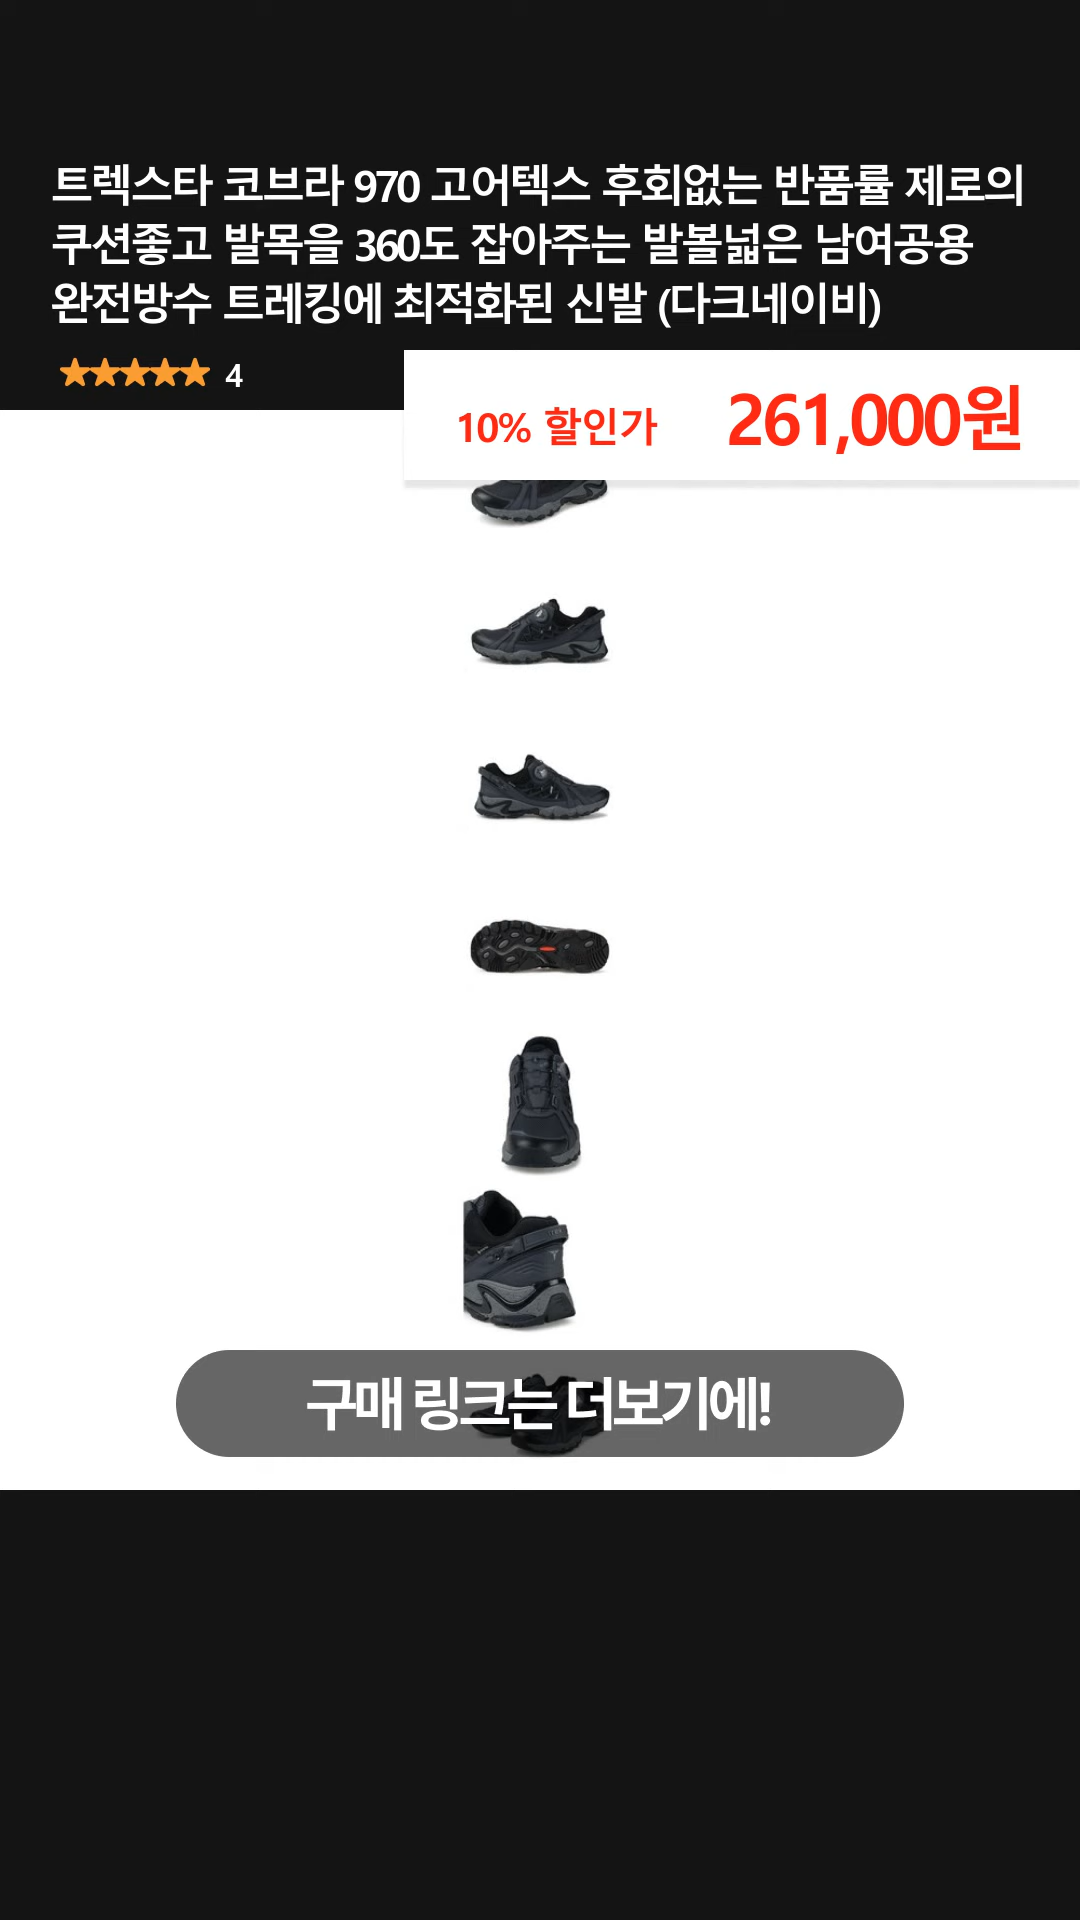 트렉스타 코브라 970 고어텍스 후회없는 반품률 제로의
쿠션좋고 발목을 360도 잡아주는 발볼넓은 남여공용
완전방수 트레킹에 최적화된 신발 (다크네이비)
4
10% 할인가 261,000원
구매 링크는 더보기에!